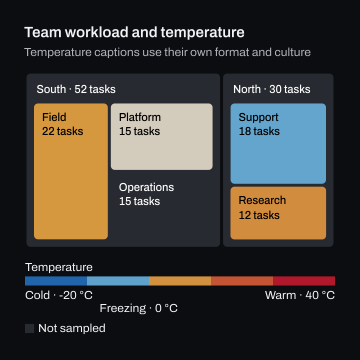 Team workload and temperature
Temperature captions use their own format and culture
South · 52 tasks
Field
22 tasks
Platform
15 tasks
Operations
15 tasks
North · 30 tasks
Support
18 tasks
Research
12 tasks
Temperature
Cold · -20 °C
Freezing · 0 °C
Warm · 40 °C
Not sampled